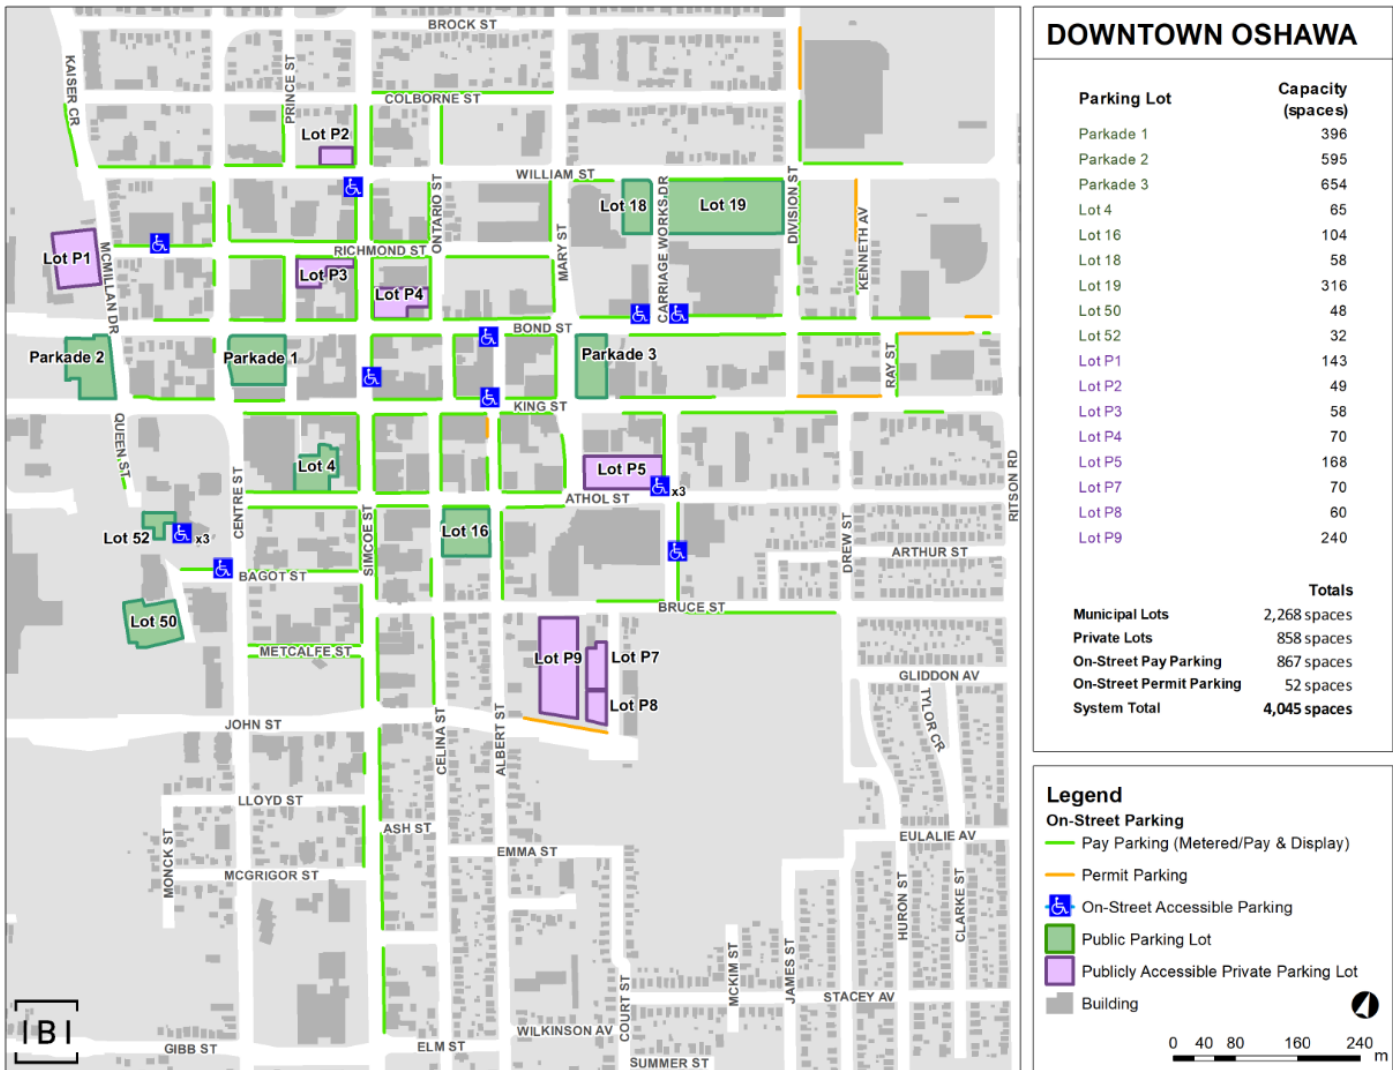 BROCK ST
KAISER CR
PRINCE ST
COLBORNE ST
Lot P2
WILLIAM ST
ONTARIO ST
Lot 18
CARRIAGE WORKS DR
Lot 19
DIVISION ST
KENNETH AV
MARY ST
RICHMOND ST
Lot P1
MCMILLAN DR
Lot P3
Lot P4
BOND ST
Parkade 2
Parkade 1
Parkade 3
RAY ST
KING ST
QUEEN ST
Lot 4
Lot P5
x3
ATHOL ST
RITSON RD
CENTRE ST
SIMCOE ST
Lot 52
x3
Lot 16
DREW ST
ARTHUR ST
BAGOT ST
BRUCE ST
Lot 50
METCALFE ST
Lot P9
Lot P7
Lot P8
GLIDDON AV
TYLOR CR
JOHN ST
CELINA ST
ALBERT ST
LLOYD ST
ASH ST
EULALIE AV
EMMA ST
MONCK ST
MCGRIGOR ST
HURON ST
CLARKE ST
MCKIM ST
JAMES ST
COURT ST
STACEY AV
WILKINSON AV
IBI
GIBB ST
ELM ST
SUMMER ST
DOWNTOWN OSHAWA
Parking Lot Capacity (spaces)
Parkade 1 396
Parkade 2 595
Parkade 3 654
Lot 4 65
Lot 16 104
Lot 18 58
Lot 19 316
Lot 50 48
Lot 52 32
Lot P1 143
Lot P2 49
Lot P3 58
Lot P4 70
Lot P5 168
Lot P7 70
Lot P8 60
Lot P9 240
Totals
Municipal Lots 2,268 spaces
Private Lots 858 spaces
On-Street Pay Parking 867 spaces
On-Street Permit Parking 52 spaces
System Total 4,045 spaces
Legend
On-Street Parking
Pay Parking (Metered/Pay & Display)
Permit Parking
On-Street Accessible Parking
Public Parking Lot
Publicly Accessible Private Parking Lot
Building
0 40 80 160 240
m